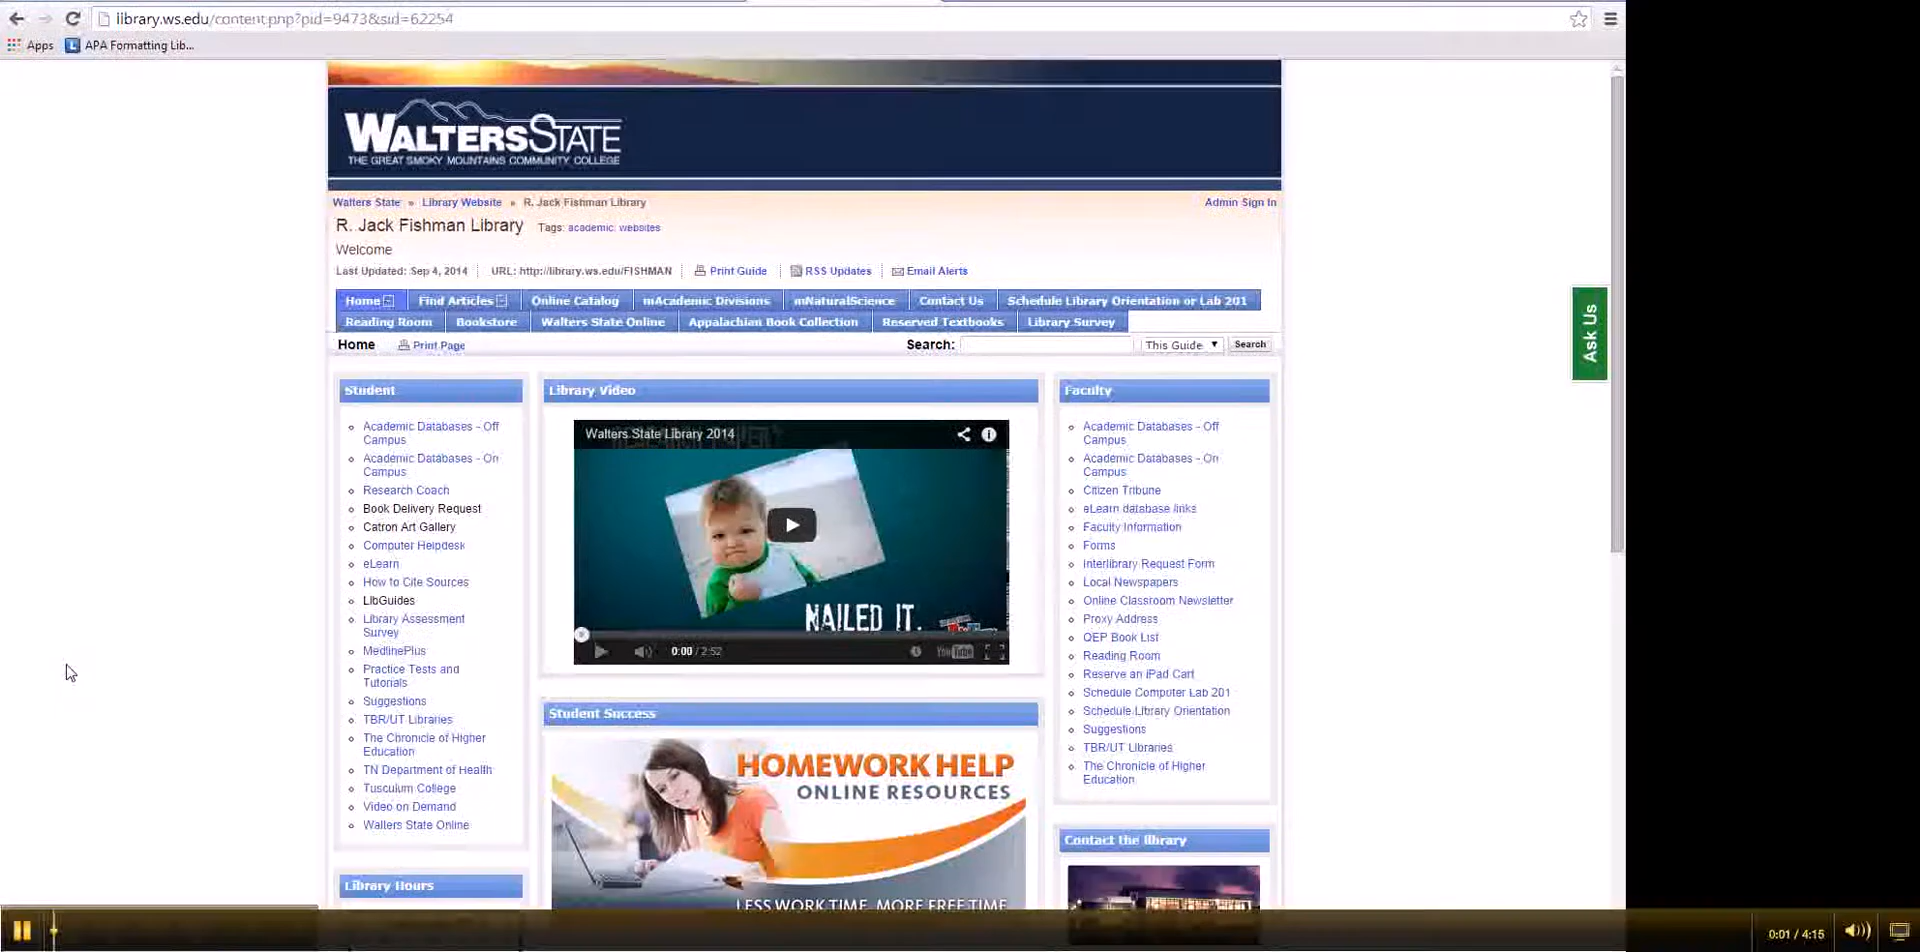 library.ws.edu/content.php?pid=9473&sid=62254
Apps APA Formatting Lib...
WALTERS STATE
THE GREAT SMOKY MOUNTAINS COMMUNITY COLLEGE
Walters State » Library Website » R. Jack Fishman Library Admin Sign In
R. Jack Fishman Library Tags: academic, websites
Welcome
Last Updated: Sep 4, 2014 URL: http://library.ws.edu/FISHMAN Print Guide RSS Updates Email Alerts
Home Find Articles Online Catalog mAcademic Divisions mNaturalScience Contact Us Schedule Library Orientation or Lab 201
Reading Room Bookstore Walters State Online Appalachian Book Collection Reserved Textbooks Library Survey
Home Print Page Search: This Guide Search
Ask Us
Student
Academic Databases - Off
Campus
Academic Databases - On
Campus
Research Coach
Book Delivery Request
Catron Art Gallery
Computer Helpdesk
eLearn
How to Cite Sources
LibGuides
Library Assessment
Survey
MedlinePlus
Practice Tests and
Tutorials
Suggestions
TBR/UT Libraries
The Chronicle of Higher
Education
TN Department of Health
Tusculum College
Video on Demand
Walters State Online
Library Hours
Library Video
Walters State Library 2014
NAILED IT.
0:00 / 2:52
YouTube
Student Success
HOMEWORK HELP
ONLINE RESOURCES
LESS WORK TIME, MORE FREE TIME
Faculty
Academic Databases - Off
Campus
Academic Databases - On
Campus
Citizen Tribune
eLearn database links
Faculty Information
Forms
Interlibrary Request Form
Local Newspapers
Online Classroom Newsletter
Proxy Address
OEP Book List
Reading Room
Reserve an iPad Cart
Schedule Computer Lab 201
Schedule Library Orientation
Suggestions
TBR/UT Libraries
The Chronicle of Higher
Education
Contact the library
0:01 / 4:15